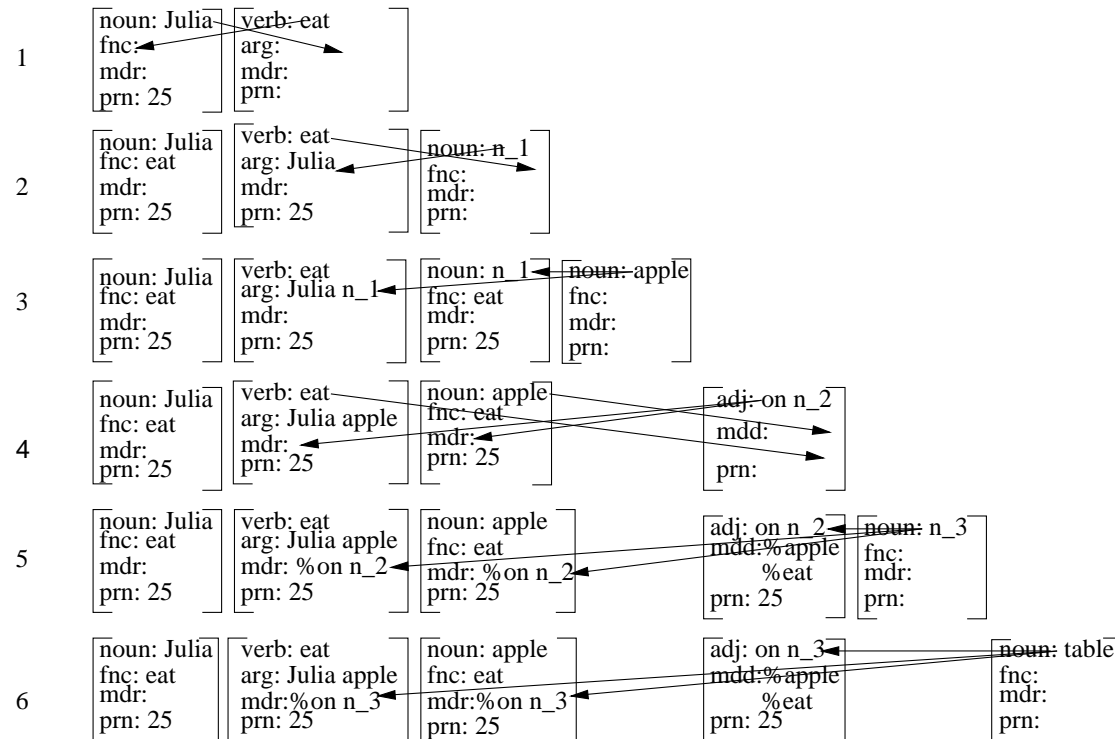 noun: Julia verb: eat
fnc: arg:
1 mdr: mdr:
prn: 25 prn:
noun: Julia verb: eat noun: n_1
fnc: eat arg: Julia fnc:
2 mdr: mdr: mdr:
prn: 25 prn: 25 prn:
noun: Julia verb: eat noun: n_1 noun: apple
fnc: eat arg: Julia n_1 fnc: eat fnc:
3 mdr: mdr: mdr: mdr:
prn: 25 prn: 25 prn: 25 prn:
noun: Julia verb: eat noun: apple adj: on n_2
fnc: eat arg: Julia apple fnc: eat mdd:
4 mdr: mdr: mdr:
prn: 25 prn: 25 prn: 25 prn:
noun: Julia verb: eat noun: apple adj: on n_2 noun: n_3
fnc: eat arg: Julia apple fnc: eat mdd:%apple fnc:
5 mdr: mdr: %on n_2 mdr: %on n_2 %eat mdr:
prn: 25 prn: 25 prn: 25 prn: 25 prn:
noun: Julia verb: eat noun: apple adj: on n_3 noun: table
fnc: eat arg: Julia apple fnc: eat mdd:%apple fnc:
6 mdr: mdr:%on n_3 mdr:%on n_3 %eat mdr:
prn: 25 prn: 25 prn: 25 prn: 25 prn: